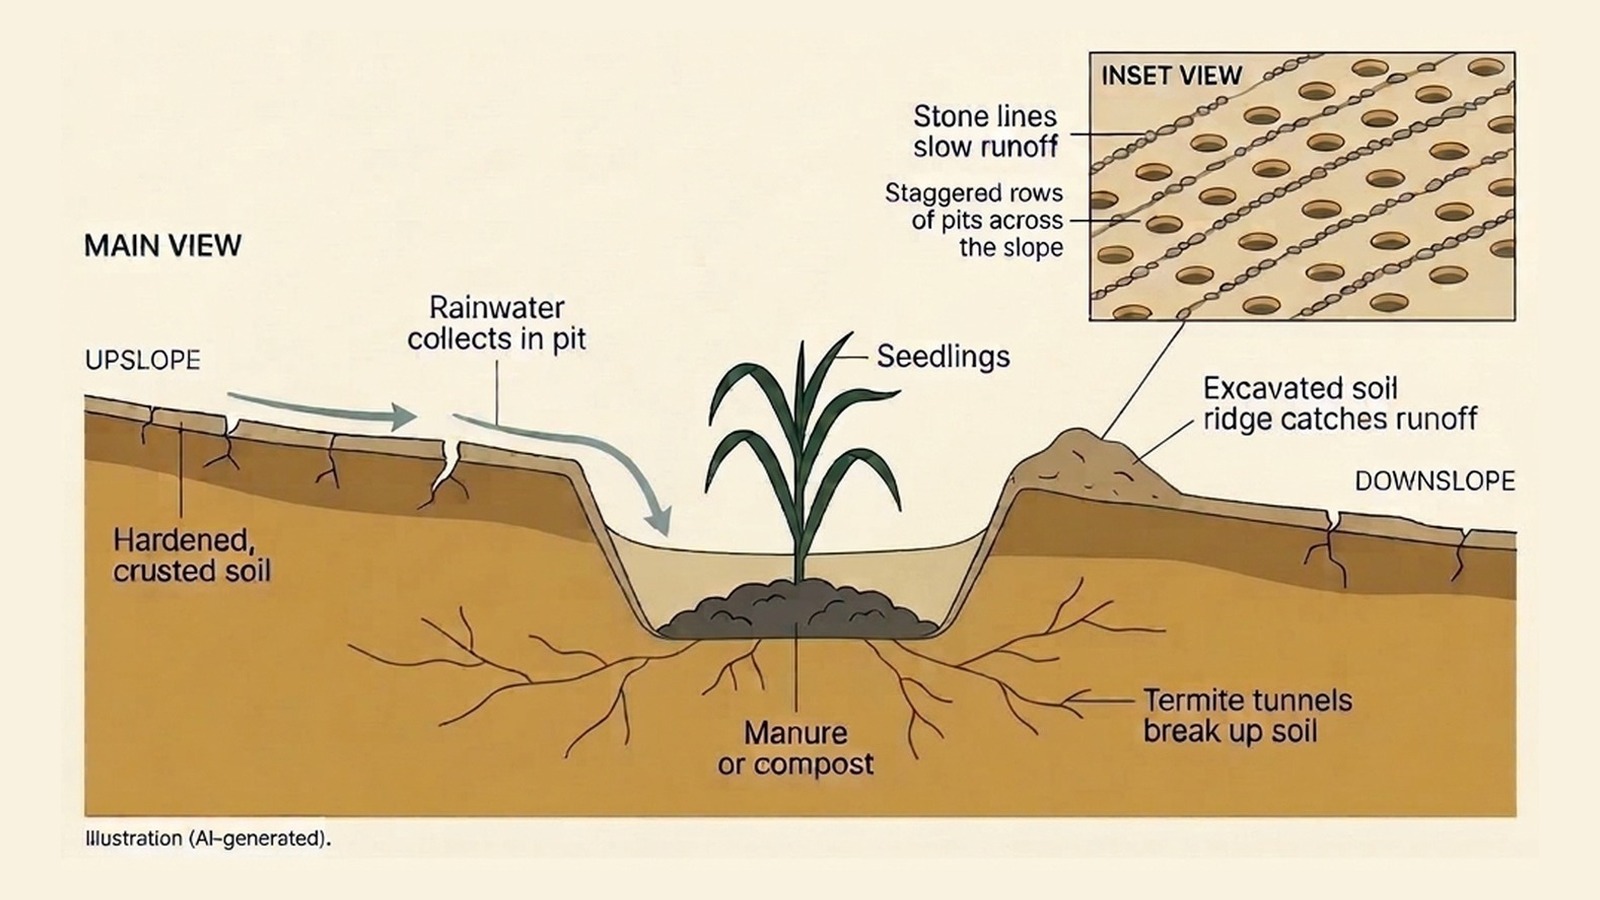 INSET VIEW
Stone lines
slow runoff
Staggered rows
of pits across
the slope
MAIN VIEW
Rainwater
collects in pit
UPSLOPE
Seedlings
Excavated soil
ridge catches runoff
DOWNSLOPE
Hardened,
crusted soil
Termite tunnels
break up soil
Manure
or compost
Illustration (AI-generated).